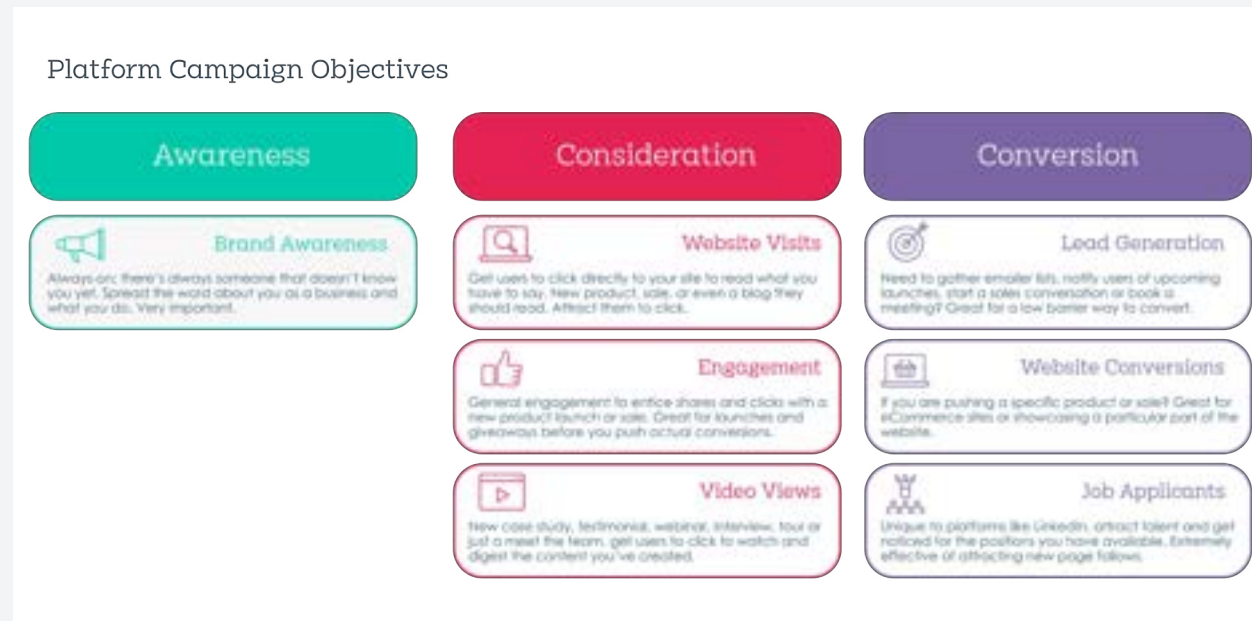 Platform Campaign Objectives
Awareness
Brand Awareness
Always-on: there's always someone that doesn't know
you yet. Spread the word about you as a business and
what you do. Very important.
Consideration
Website Visits
Get users to click directly to your site to read what you
have to say. New product, sale, or even a blog they
should read. Attract them to click.
Engagement
General engagement to entice shares and clicks with a
new product launch or sale. Great for launches and
giveaways before you push actual conversions.
Video Views
New case study, testimonial, webinar, interview, tour or
just a meet the team, get users to click to watch and
digest the content you've created.
Conversion
Lead Generation
Need to gather emailer lists, notify users of upcoming
launches, start a sales conversation or book a
meeting? Great for a low barrier way to convert.
Website Conversions
If you are pushing a specific product or sale? Great for
eCommerce sites or showcasing a particular part of the
website.
Job Applicants
Unique to platforms like LinkedIn, attract talent and get
noticed for the positions you have available. Extremely
effective of attracting new page follows.